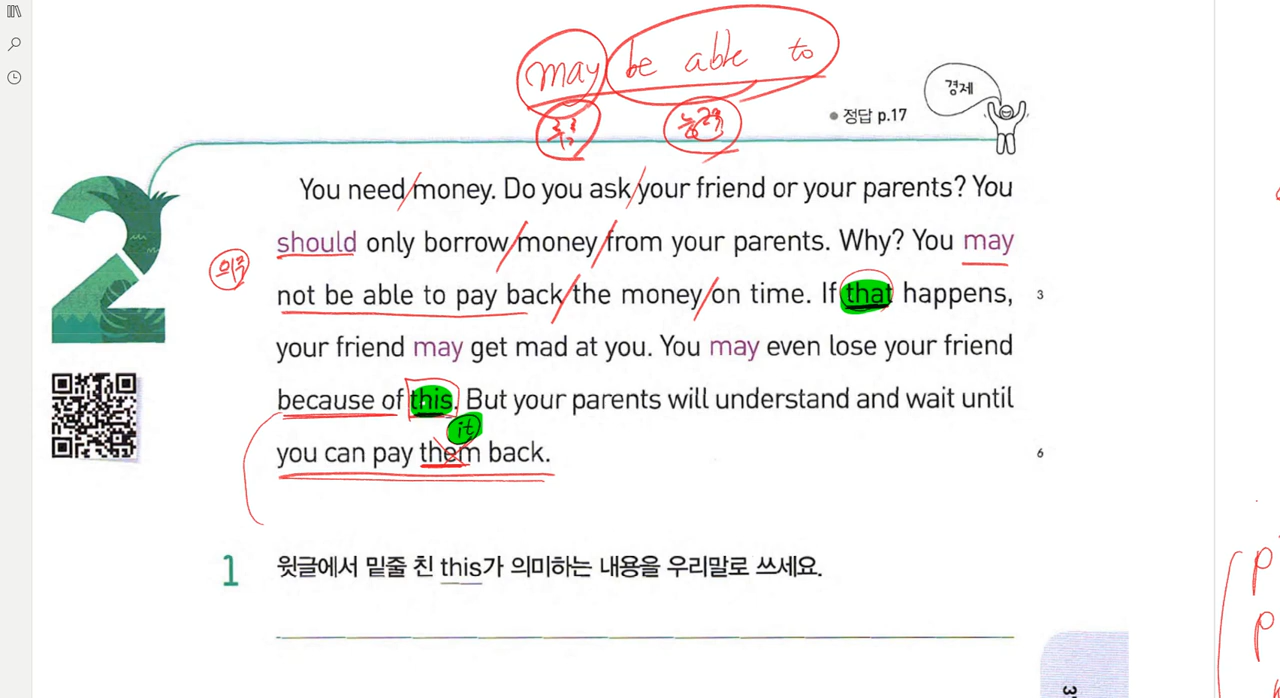 may be able to
경제
정답 p.17
능력
2
You need money. Do you ask your friend or your parents? You
should only borrow money from your parents. Why? You may
의무
not be able to pay back the money on time. If that happens,
3
your friend may get mad at you. You may even lose your friend
because of this. But your parents will understand and wait until
it
you can pay them back.
6
1 윗글에서 밑줄 친 this가 의미하는 내용을 우리말로 쓰세요.
p
p